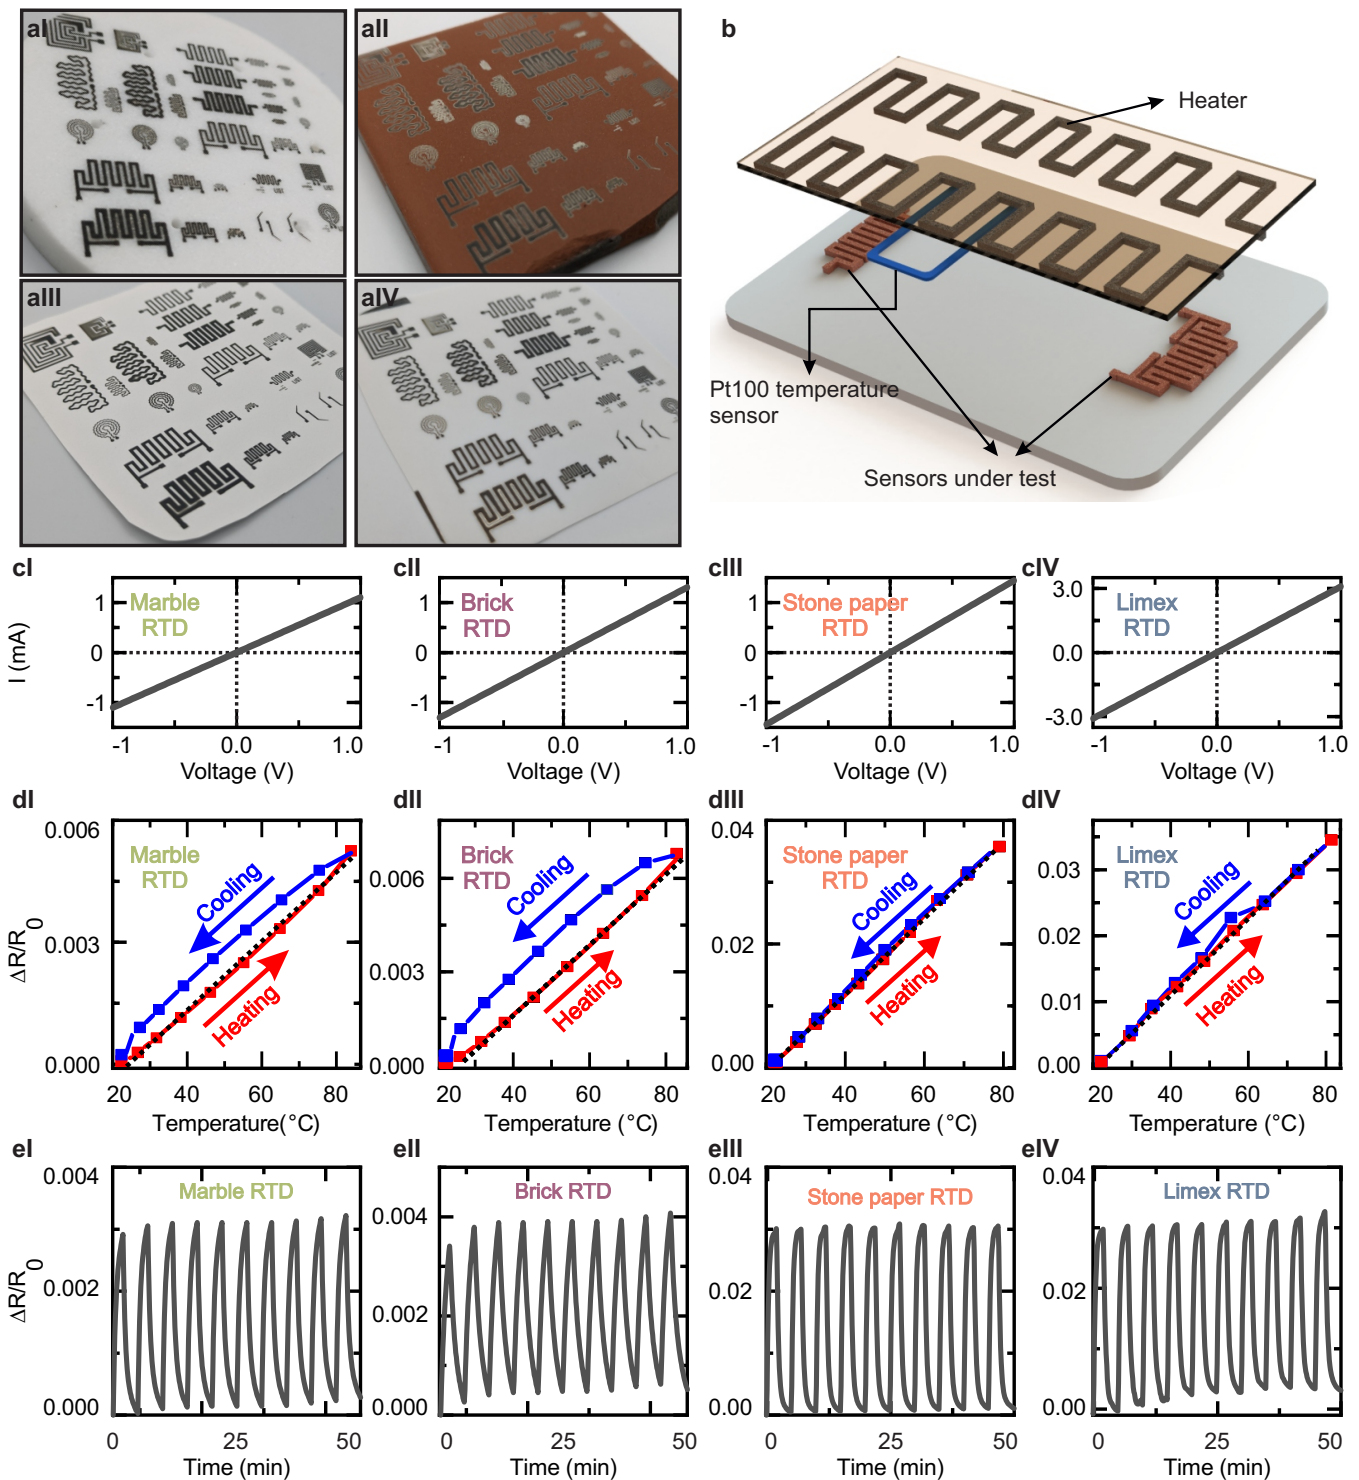 aI
aII
b
Heater
aIII
aIV
Pt100 temperature
sensor
Sensors under test
cI
cII
cIII
cIV
I (mA)
1
0
-1
Marble
RTD
-1
0.0
1.0
Voltage (V)
1
0
-1
Brick
RTD
-1
0.0
1.0
Voltage (V)
1
0
-1
Stone paper
RTD
-1
0.0
1.0
Voltage (V)
3.0
0.0
-3.0
Limex
RTD
-1
0.0
1.0
Voltage (V)
dI
dII
dIII
dIV
ΔR/R0
0.006
0.003
0.000
Marble
RTD
Cooling
Heating
20 40 60 80
Temperature(°C)
0.006
0.003
0.000
Brick
RTD
Cooling
Heating
20 40 60 80
Temperature (°C)
0.04
0.02
0.00
Stone paper
RTD
Cooling
Heating
20 40 60 80
Temperature (°C)
0.03
0.02
0.01
0.00
Limex
RTD
Cooling
Heating
20 40 60 80
Temperature (°C)
eI
eII
eIII
eIV
ΔR/R0
0.004
0.002
0.000
Marble RTD
0 25 50
Time (min)
0.004
0.002
0.000
Brick RTD
0 25 50
Time (min)
0.04
0.02
0.00
Stone paper RTD
0 25 50
Time (min)
0.04
0.02
0.00
Limex RTD
0 25 50
Time (min)